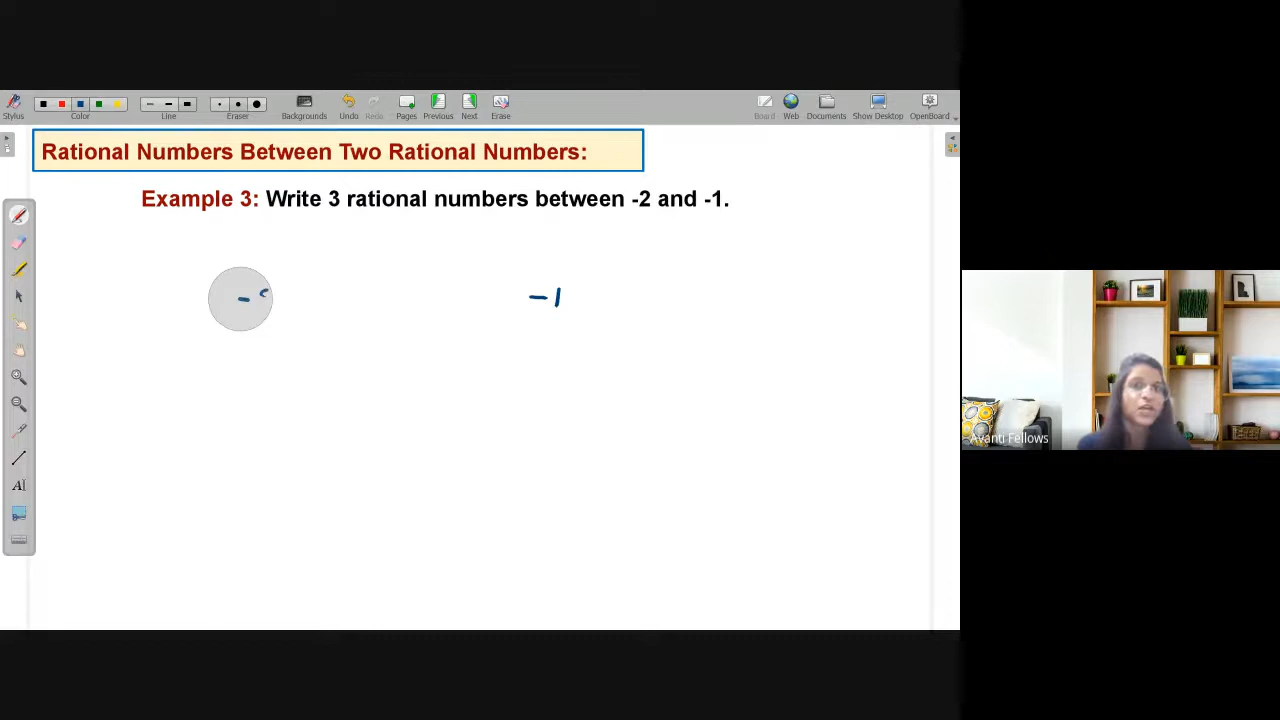 Stylus
Color
Line
Eraser
Backgrounds
Undo
Redo
Pages
Previous
Next
Erase
Board
Web
Documents
Show Desktop
OpenBoard
Rational Numbers Between Two Rational Numbers:
Example 3: Write 3 rational numbers between -2 and -1.
-
-1
Avanti Fellows